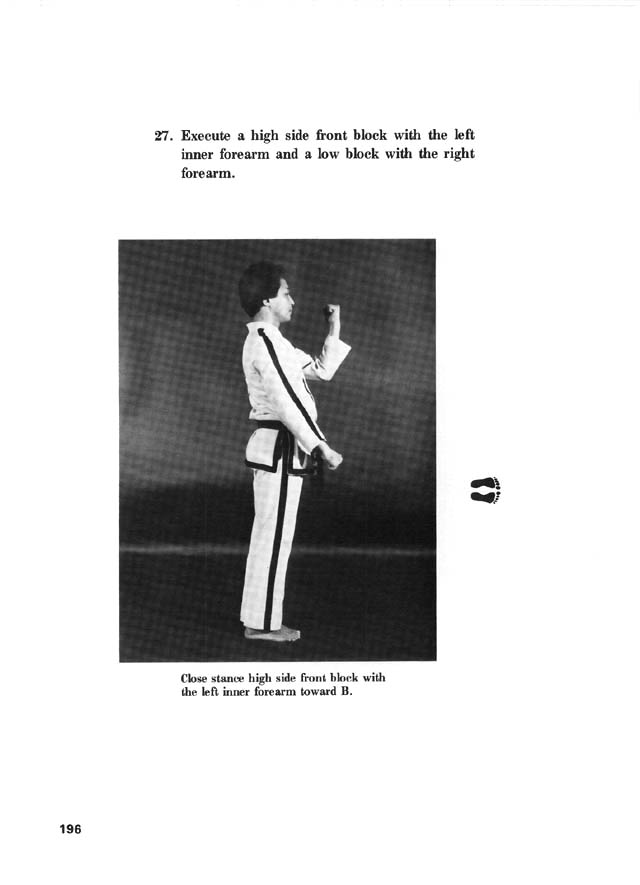 27. Execute a high side front block with the left
inner forearm and a low block with the right
forearm.
Close stance high side front block with
the left inner forearm toward B.
196